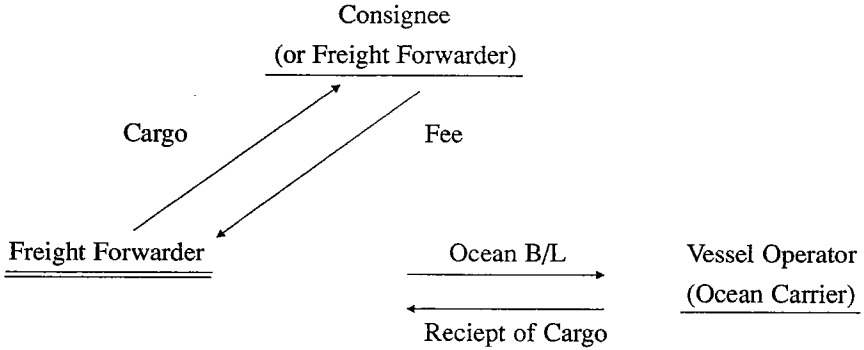 Consignee
(or Freight Forwarder)
Cargo
Fee
Freight Forwarder
Ocean B/L
Vessel Operator
(Ocean Carrier)
Reciept of Cargo